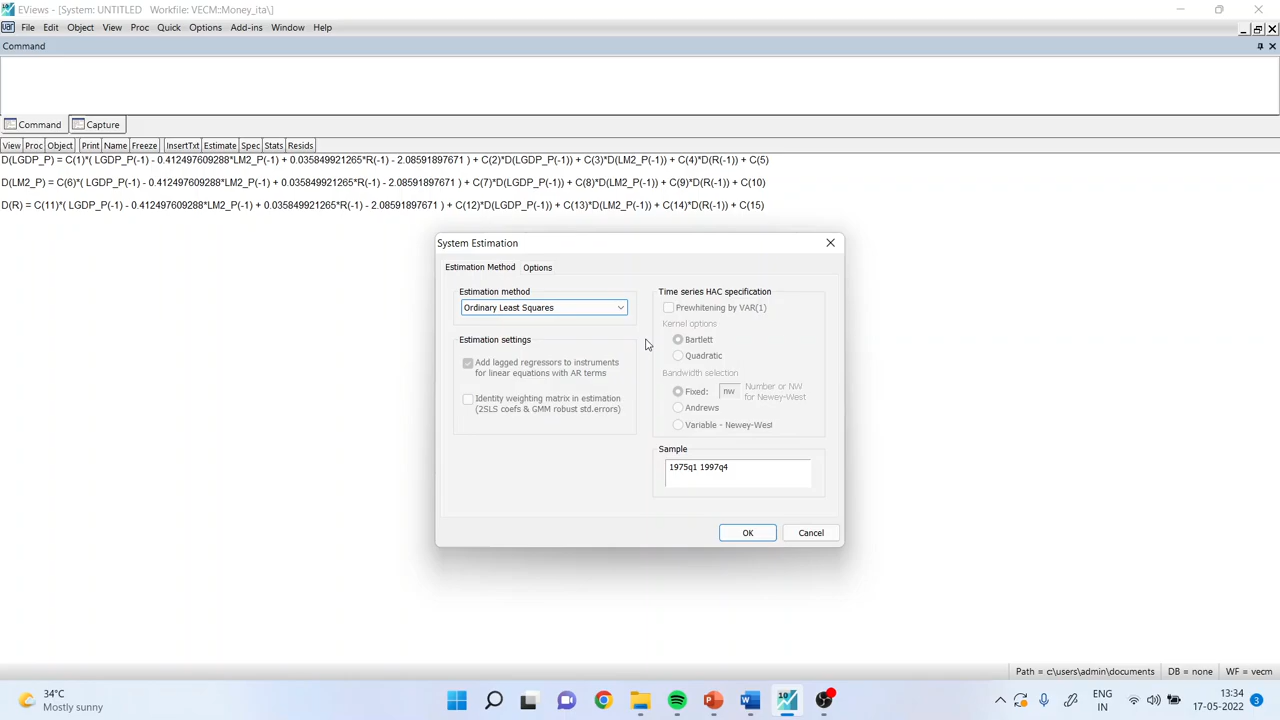 EViews - [System: UNTITLED   Workfile: VECM::Money_ita\]
File Edit Object View Proc Quick Options Add-ins Window Help
Command
Command Capture
View Proc Object Print Name Freeze InsertTxt Estimate Spec Stats Resids
D(LGDP_P) = C(1)*( LGDP_P(-1) - 0.412497609288*LM2_P(-1) + 0.035849921265*R(-1) - 2.08591897671 ) + C(2)*D(LGDP_P(-1)) + C(3)*D(LM2_P(-1)) + C(4)*D(R(-1)) + C(5)
D(LM2_P) = C(6)*( LGDP_P(-1) - 0.412497609288*LM2_P(-1) + 0.035849921265*R(-1) - 2.08591897671 ) + C(7)*D(LGDP_P(-1)) + C(8)*D(LM2_P(-1)) + C(9)*D(R(-1)) + C(10)
D(R) = C(11)*( LGDP_P(-1) - 0.412497609288*LM2_P(-1) + 0.035849921265*R(-1) - 2.08591897671 ) + C(12)*D(LGDP_P(-1)) + C(13)*D(LM2_P(-1)) + C(14)*D(R(-1)) + C(15)
System Estimation
Estimation Method Options
Estimation method
Ordinary Least Squares
Estimation settings
Add lagged regressors to instruments
for linear equations with AR terms
Identity weighting matrix in estimation
(2SLS coefs & GMM robust std.errors)
Time series HAC specification
Prewhitening by VAR(1)
Kernel options
Bartlett
Quadratic
Bandwidth selection
Fixed: nw Number or NW
for Newey-West
Andrews
Variable - Newey-West
Sample
1975q1 1997q4
OK Cancel
Path = c:\users\admin\documents DB = none WF = vecm
34°C
Mostly sunny
ENG
IN
13:34
17-05-2022
3